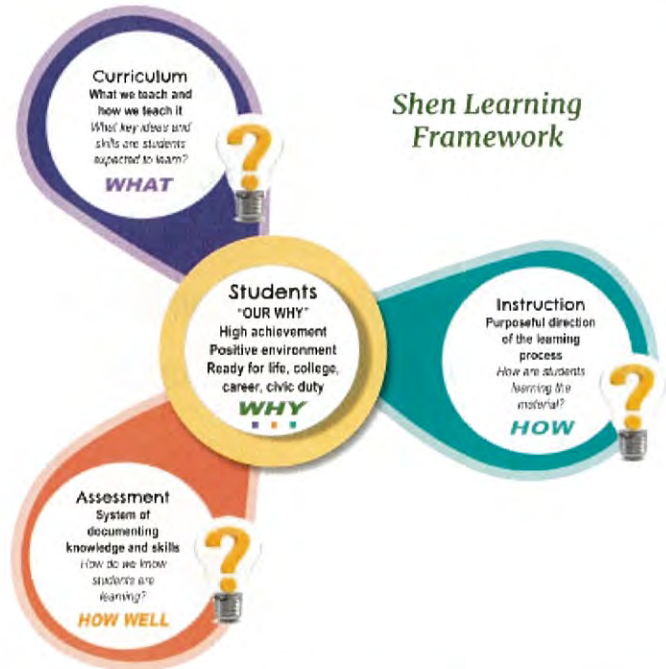 Shen Learning
Framework
Curriculum
What we teach and
how we teach it
What key ideas and
skills are students
expected to learn?
WHAT
Students
"OUR WHY"
High achievement
Positive environment
Ready for life, college,
career, civic duty
WHY
Instruction
Purposeful direction
of the learning
process
How are students
learning the
material?
HOW
Assessment
System of
documenting
knowledge and skills
How do we know
students are
learning?
HOW WELL